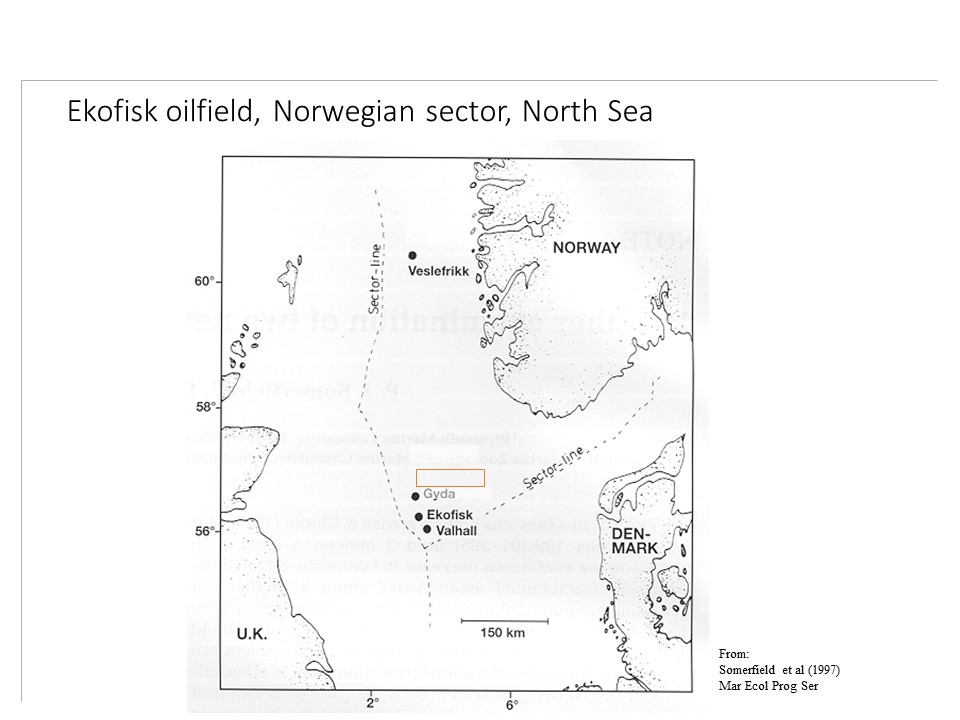 Ekofisk oilfield, Norwegian sector, North Sea
NORWAY
Sector-line
Veslefrikk
60°
58°
Sector-line
Gyda
Ekofisk
Valhall
56°
DEN-
MARK
150 km
U.K.
2°
6°
From:
Somerfield et al (1997)
Mar Ecol Prog Ser